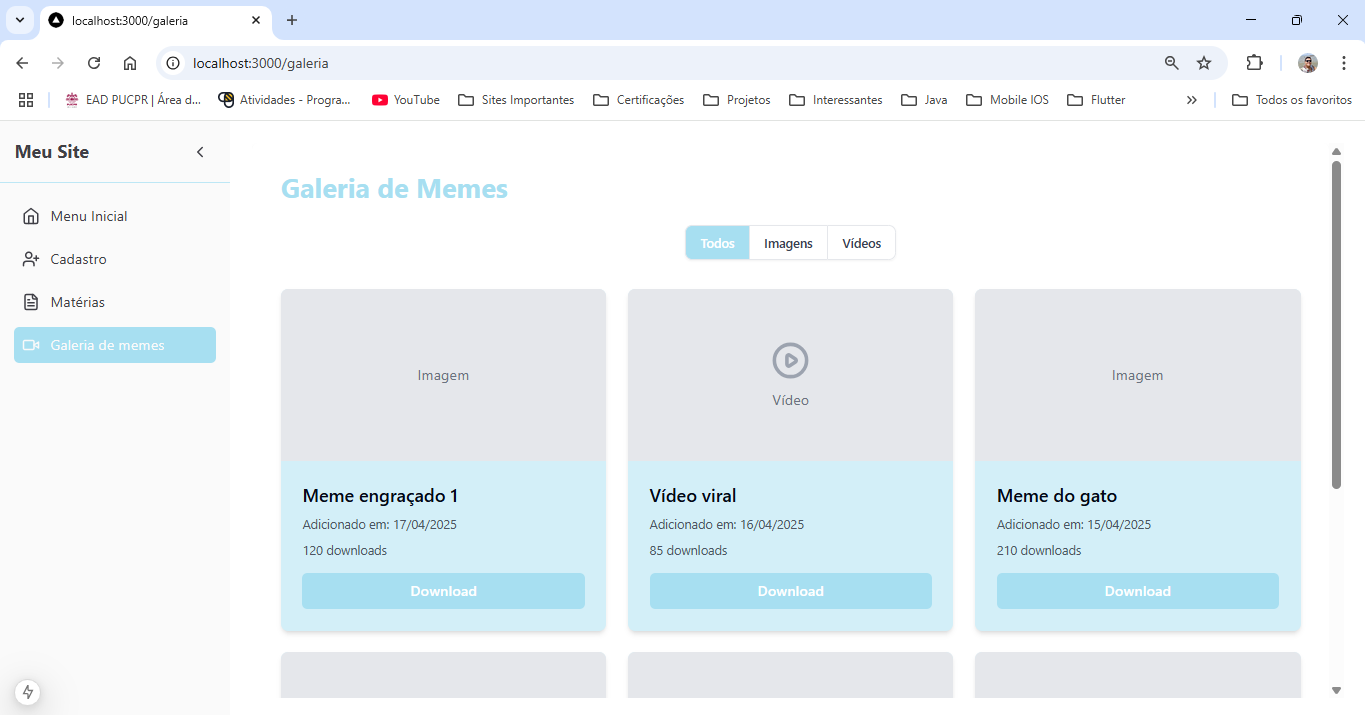 localhost:3000/galeria
localhost:3000/galeria
EAD PUCPR | Área d...
Atividades - Progra...
YouTube
Sites Importantes
Certificações
Projetos
Interessantes
Java
Mobile IOS
Flutter
Todos os favoritos
Meu Site
Menu Inicial
Cadastro
Matérias
Galeria de memes
Galeria de Memes
Todos
Imagens
Vídeos
Imagem
Meme engraçado 1
Adicionado em: 17/04/2025
120 downloads
Download
Vídeo
Vídeo viral
Adicionado em: 16/04/2025
85 downloads
Download
Imagem
Meme do gato
Adicionado em: 15/04/2025
210 downloads
Download